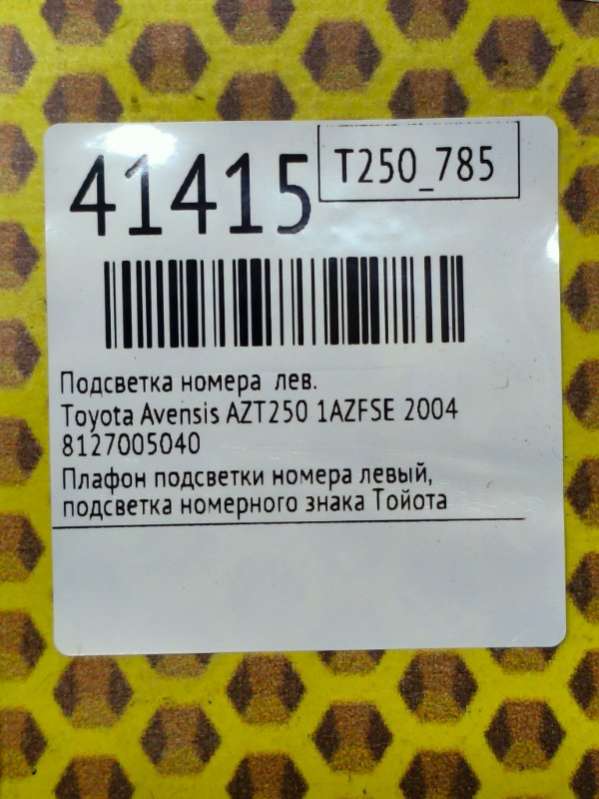 41415
T250_785
Подсветка номера лев.
Toyota Avensis AZT250 1AZFSE 2004
8127005040
Плафон подсветки номера левый,
подсветка номерного знака Тойота